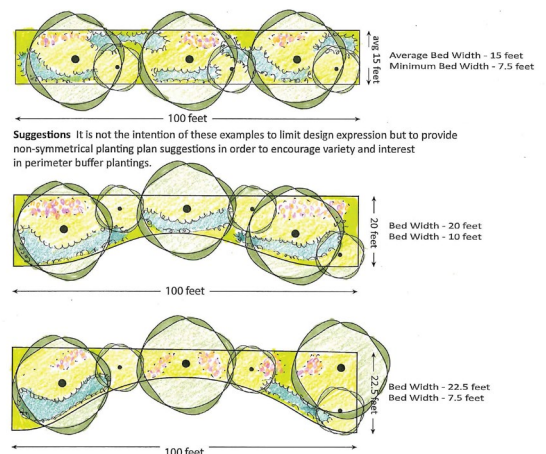 avg 15 feet
Average Bed Width - 15 feet
Minimum Bed Width - 7.5 feet
100 feet
Suggestions  It is not the intention of these examples to limit design expression but to provide
non-symmetrical planting plan suggestions in order to encourage variety and interest
in perimeter buffer plantings.
20 feet
Bed Width - 20 feet
Bed Width - 10 feet
100 feet
22.5 feet
Bed Width - 22.5 feet
Bed Width - 7.5 feet
100 feet